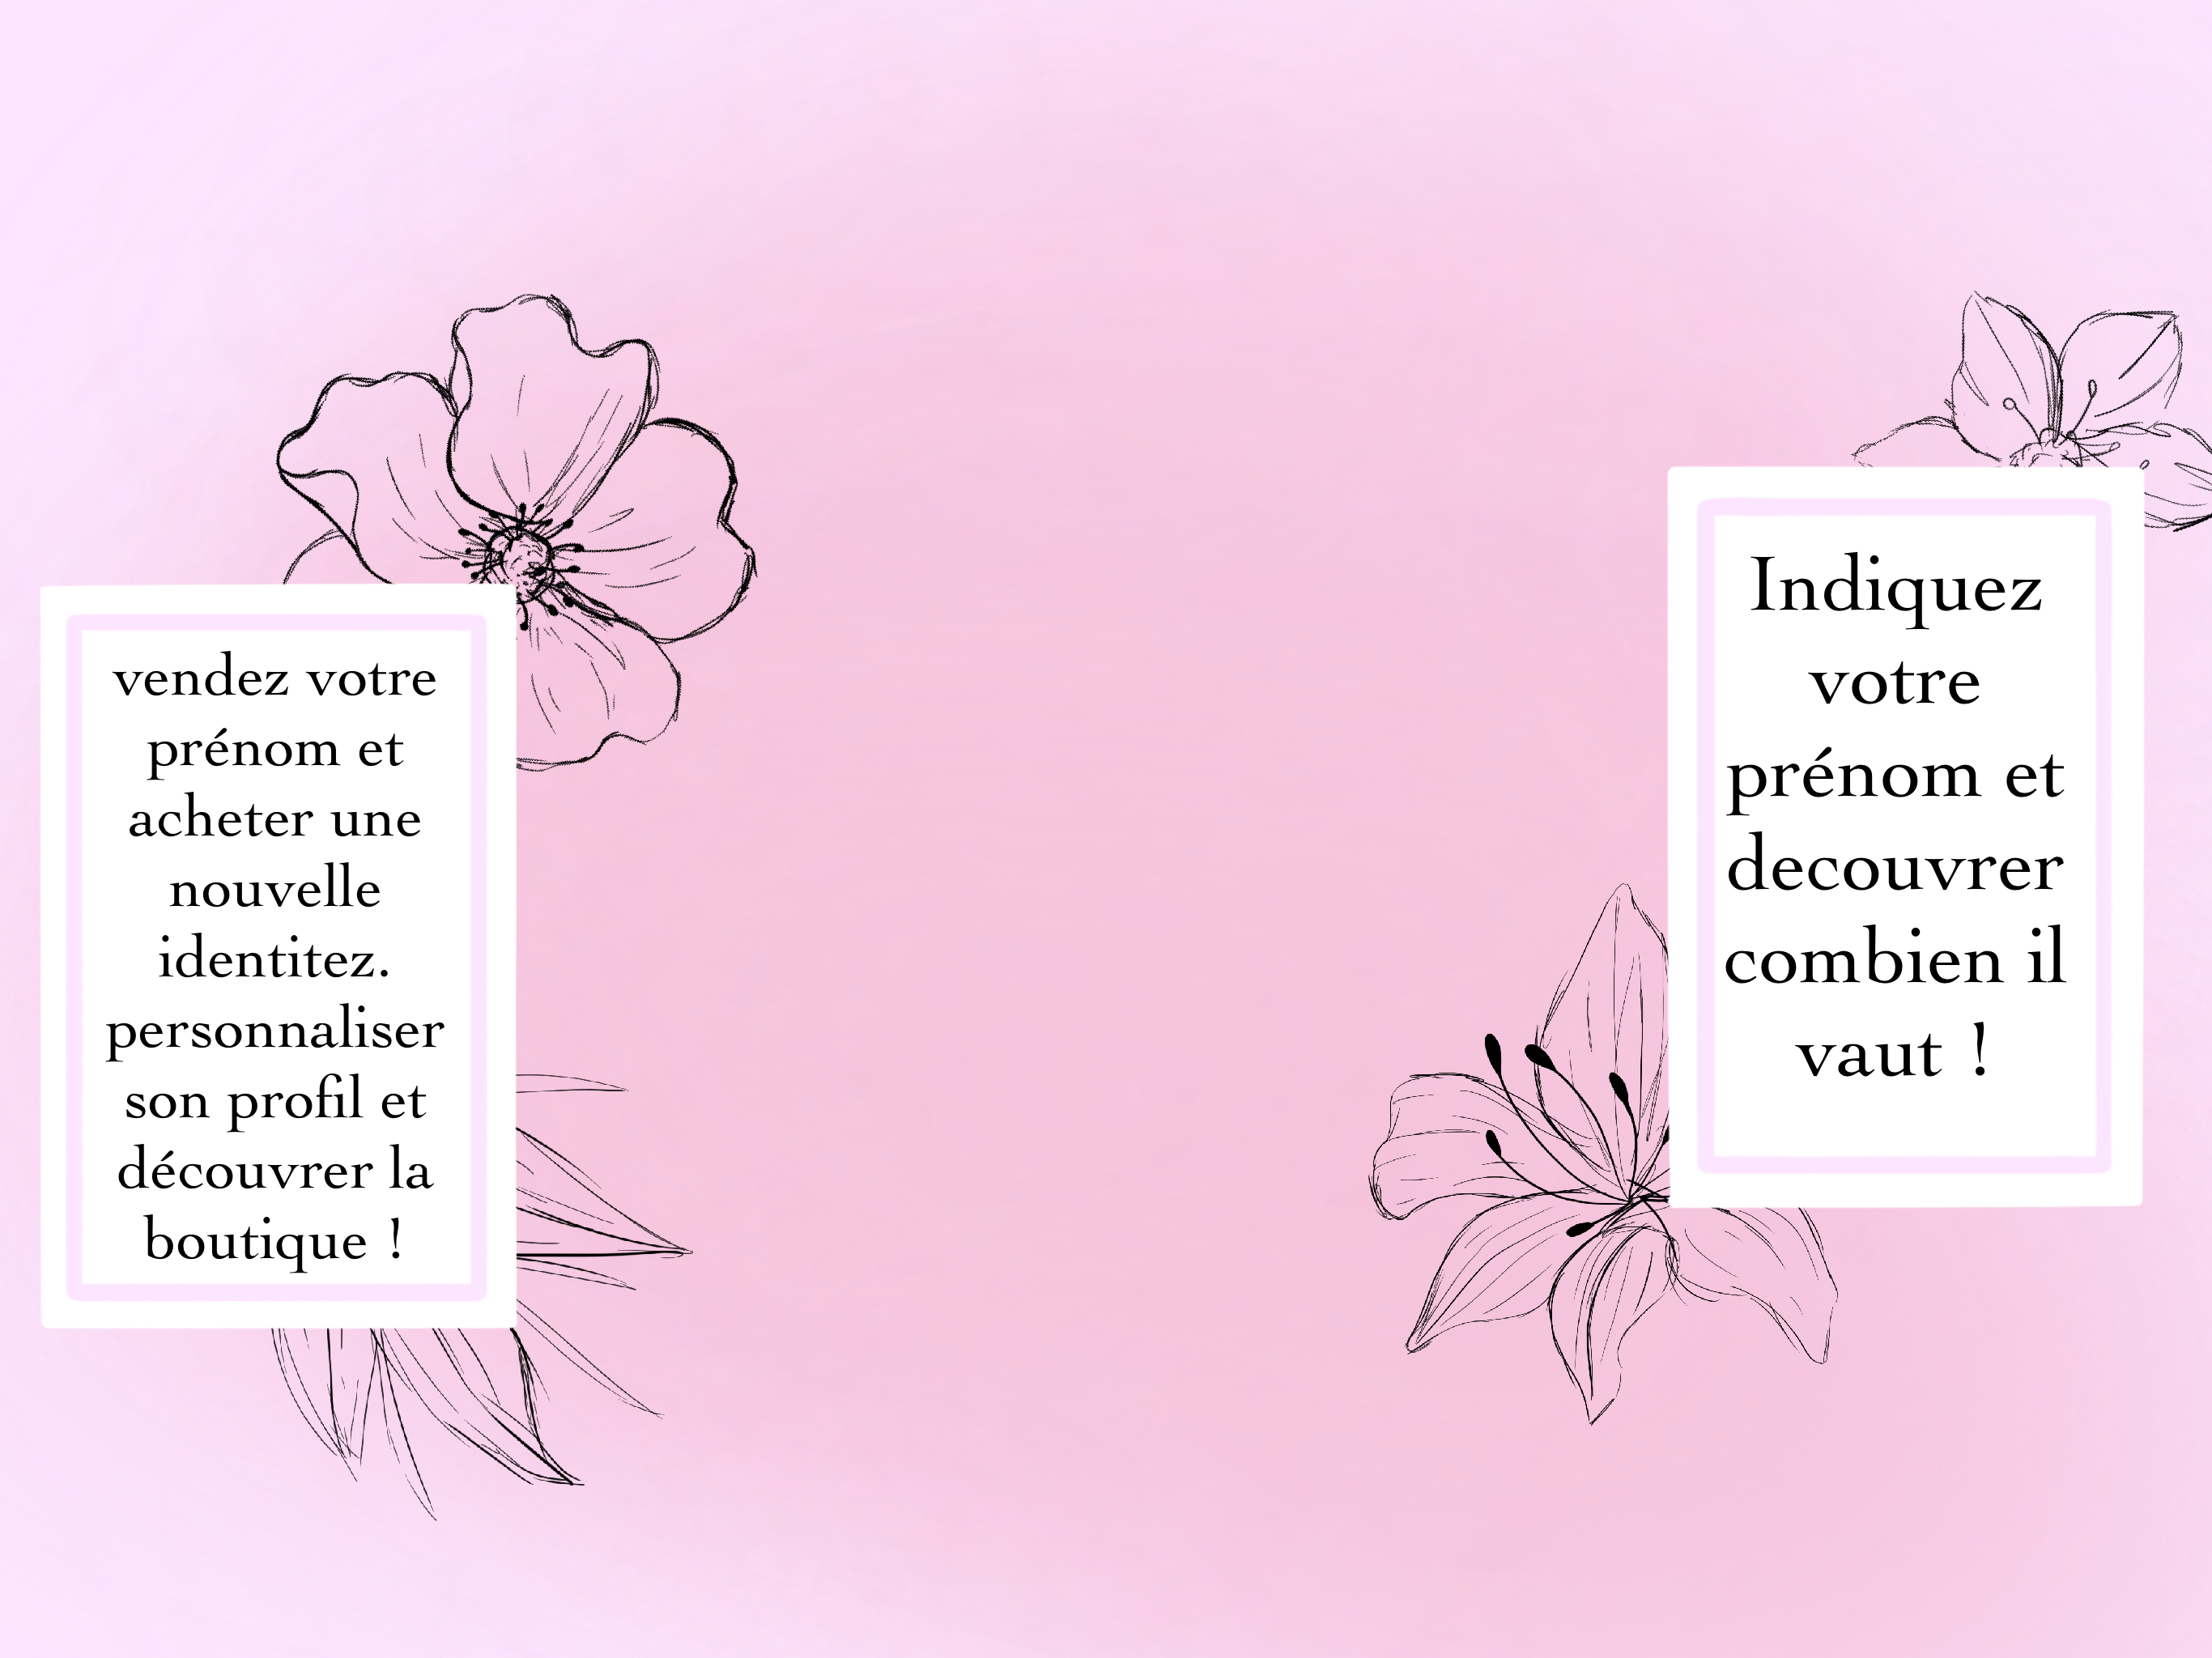 vendez votre
prénom et
acheter une
nouvelle
identitez.
personnaliser
son profil et
découvrer la
boutique !
Indiquez
votre
prénom et
decouvrer
combien il
vaut !